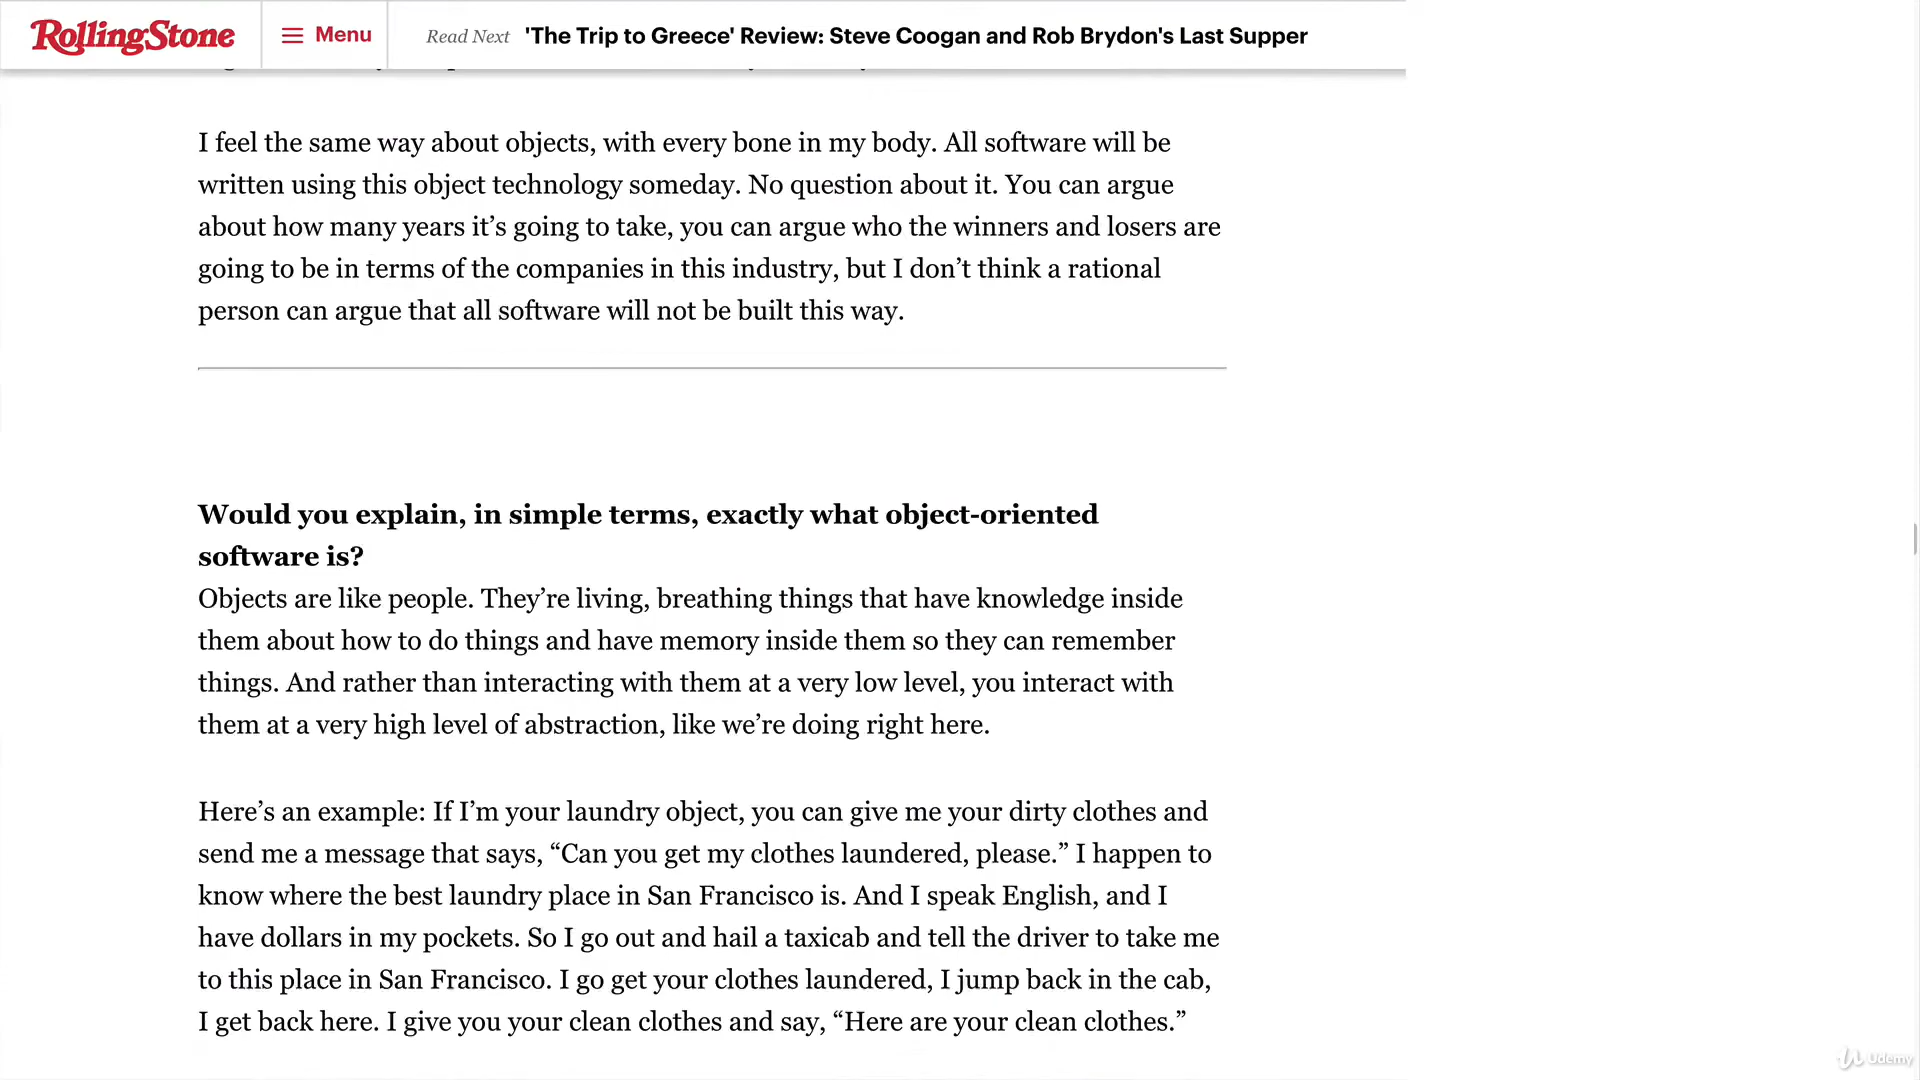 RollingStone
Menu
Read Next 'The Trip to Greece' Review: Steve Coogan and Rob Brydon's Last Supper
I feel the same way about objects, with every bone in my body. All software will be
written using this object technology someday. No question about it. You can argue
about how many years it’s going to take, you can argue who the winners and losers are
going to be in terms of the companies in this industry, but I don’t think a rational
person can argue that all software will not be built this way.
Would you explain, in simple terms, exactly what object-oriented
software is?
Objects are like people. They’re living, breathing things that have knowledge inside
them about how to do things and have memory inside them so they can remember
things. And rather than interacting with them at a very low level, you interact with
them at a very high level of abstraction, like we’re doing right here.
Here’s an example: If I’m your laundry object, you can give me your dirty clothes and
send me a message that says, “Can you get my clothes laundered, please.” I happen to
know where the best laundry place in San Francisco is. And I speak English, and I
have dollars in my pockets. So I go out and hail a taxicab and tell the driver to take me
to this place in San Francisco. I go get your clothes laundered, I jump back in the cab,
I get back here. I give you your clean clothes and say, “Here are your clean clothes.”
Udemy